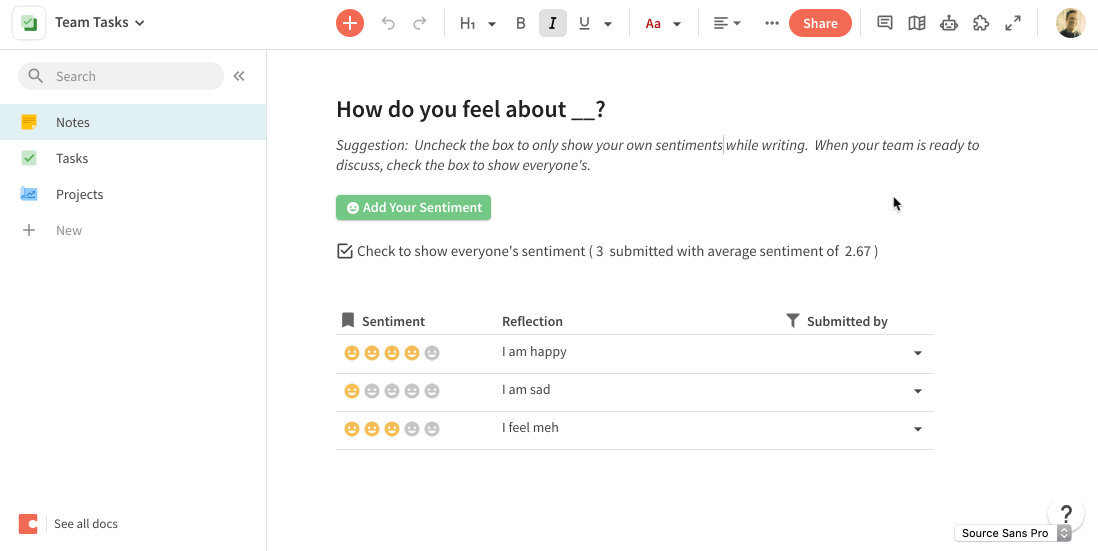 Team Tasks
H1
B
I
U
Aa
Share
Search
Notes
Tasks
Projects
New
How do you feel about __?
Suggestion:  Uncheck the box to only show your own sentiments while writing.  When your team is ready to
discuss, check the box to show everyone's.
Add Your Sentiment
Check to show everyone's sentiment ( 3  submitted with average sentiment of  2.67 )
Sentiment Reflection Submitted by
I am happy
I am sad
I feel meh
See all docs
?
Source Sans Pro